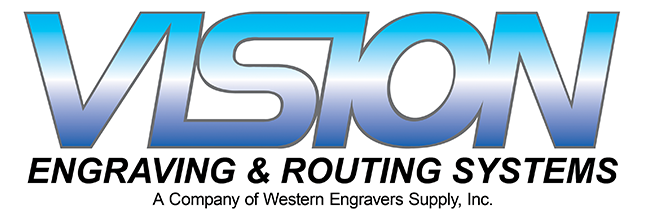 VISION
ENGRAVING & ROUTING SYSTEMS
A Company of Western Engravers Supply, Inc.